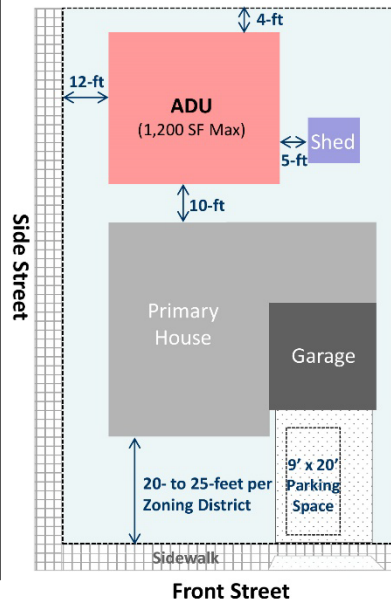 4-ft
12-ft
ADU
(1,200 SF Max)
Shed
5-ft
10-ft
Side Street
Primary
House
Garage
20- to 25-feet per
Zoning District
9' x 20'
Parking
Space
Sidewalk
Front Street